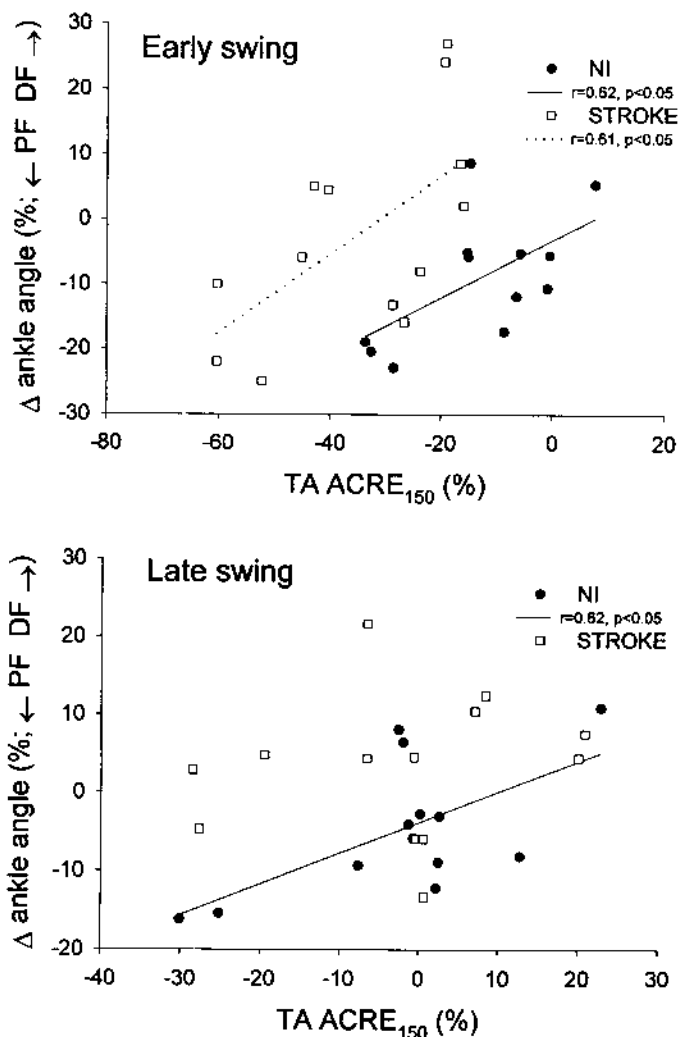 Early swing
NI
r=0.62, p<0.05
STROKE
r=0.61, p<0.05
Δ ankle angle (%; ← PF DF →)
30
20
10
0
-10
-20
-30
-80
-60
-40
-20
0
20
TA ACRE150 (%)
Late swing
NI
r=0.62, p<0.05
STROKE
Δ ankle angle (%; ← PF DF →)
30
20
10
0
-10
-20
-40
-30
-20
-10
0
10
20
30
TA ACRE150 (%)